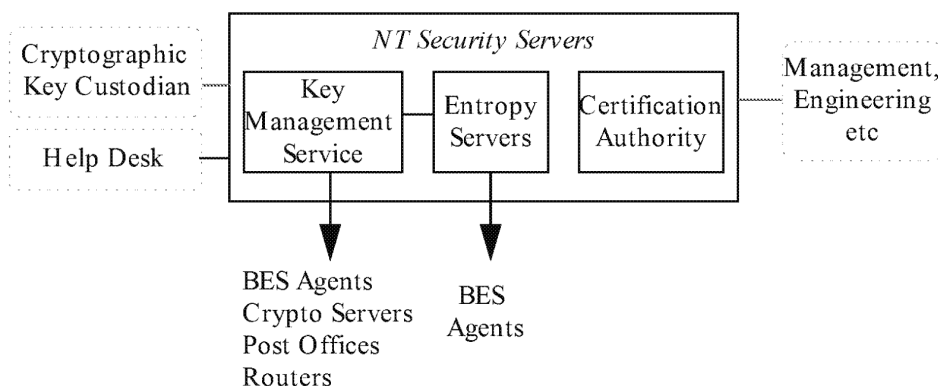 NT Security Servers
Cryptographic
Key Custodian
Help Desk
Key
Management
Service
Entropy
Servers
Certification
Authority
Management,
Engineering
etc
BES Agents
Crypto Servers
Post Offices
Routers
BES
Agents